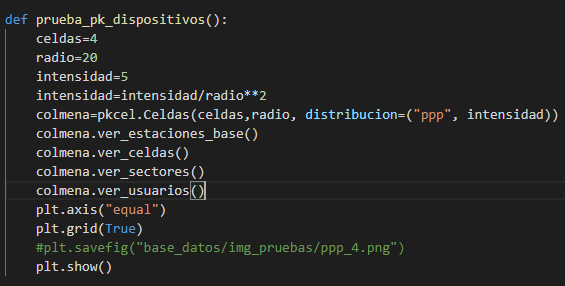 def prueba_pk_dispositivos():
    celdas=4
    radio=20
    intensidad=5
    intensidad=intensidad/radio**2
    colmena=pkcel.Celdas(celdas,radio, distribucion=("ppp", intensidad))
    colmena.ver_estaciones_base()
    colmena.ver_celdas()
    colmena.ver_sectores()
    colmena.ver_usuarios()
    plt.axis("equal")
    plt.grid(True)
    #plt.savefig("base_datos/img_pruebas/ppp_4.png")
    plt.show()